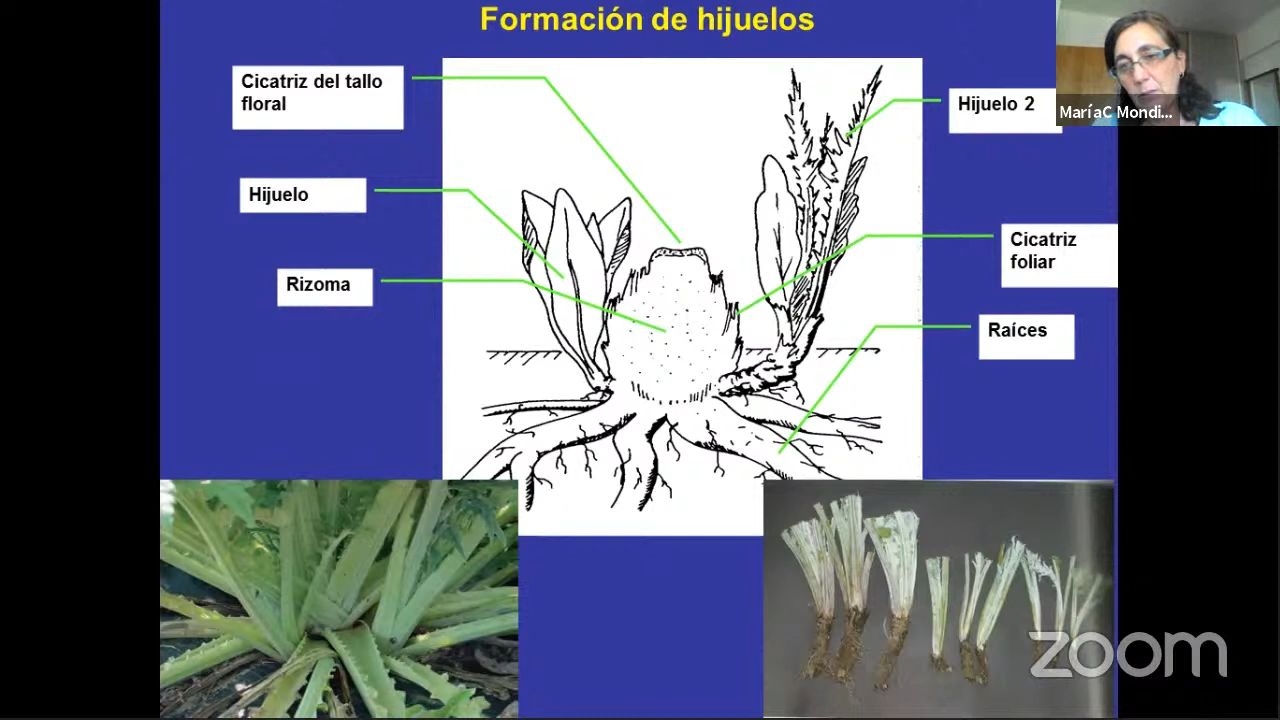 Formación de hijuelos
Cicatriz del tallo
floral
Hijuelo
Rizoma
Hijuelo 2
MaríaC Mondi...
Cicatriz
foliar
Raíces
zoom